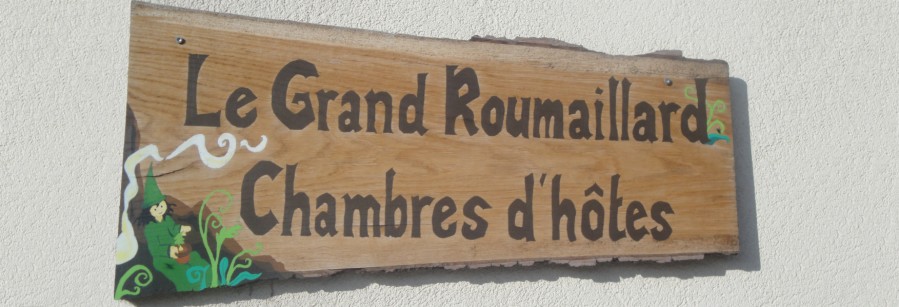 Le Grand Roumaillard
Chambres d'hôtes